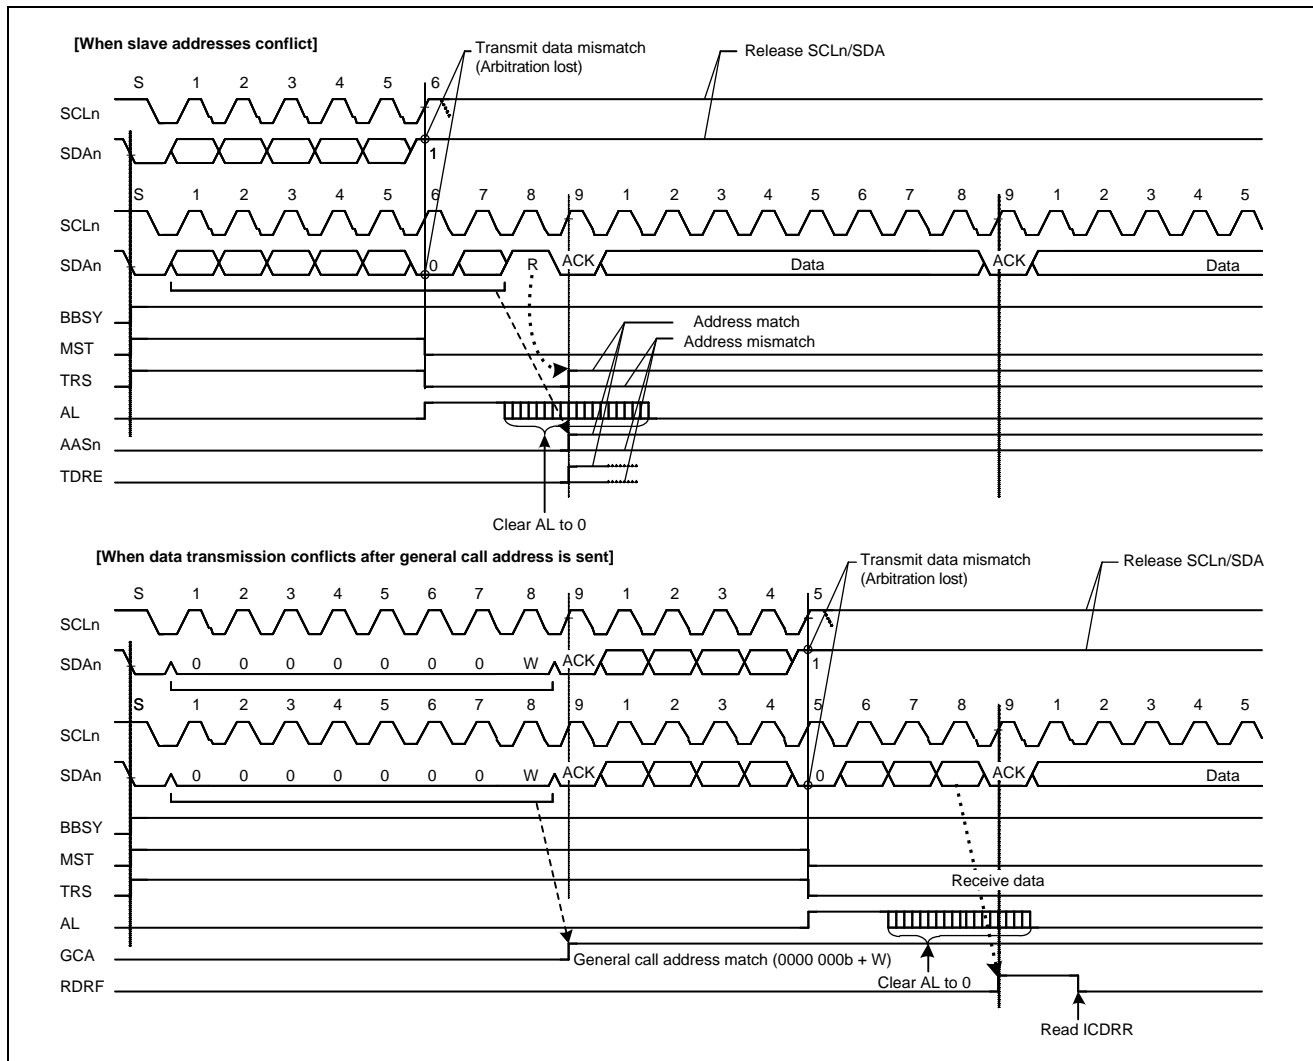 [When slave addresses conflict]
Transmit data mismatch
(Arbitration lost)
Release SCLn/SDA
S 1 2 3 4 5 6
SCLn
SDAn
1
S 1 2 3 4 5 6 7 8 9 1 2 3 4 5 6 7 8 9 1 2 3 4 5
SCLn
SDAn
0 R ACK Data ACK Data
BBSY
MST
TRS
AL
AASn
TDRE
Address match
Address mismatch
Clear AL to 0
[When data transmission conflicts after general call address is sent]
Transmit data mismatch
(Arbitration lost)
Release SCLn/SDA
S 1 2 3 4 5 6 7 8 9 1 2 3 4 5
SCLn
SDAn
0 0 0 0 0 0 0 W ACK 1
S 1 2 3 4 5 6 7 8 9 1 2 3 4 5 6 7 8 9 1 2 3 4 5
SCLn
SDAn
0 0 0 0 0 0 0 W ACK 0 ACK Data
BBSY
MST
TRS
Receive data
AL
GCA
General call address match (0000 000b + W)
Clear AL to 0
RDRF
Read ICDRR